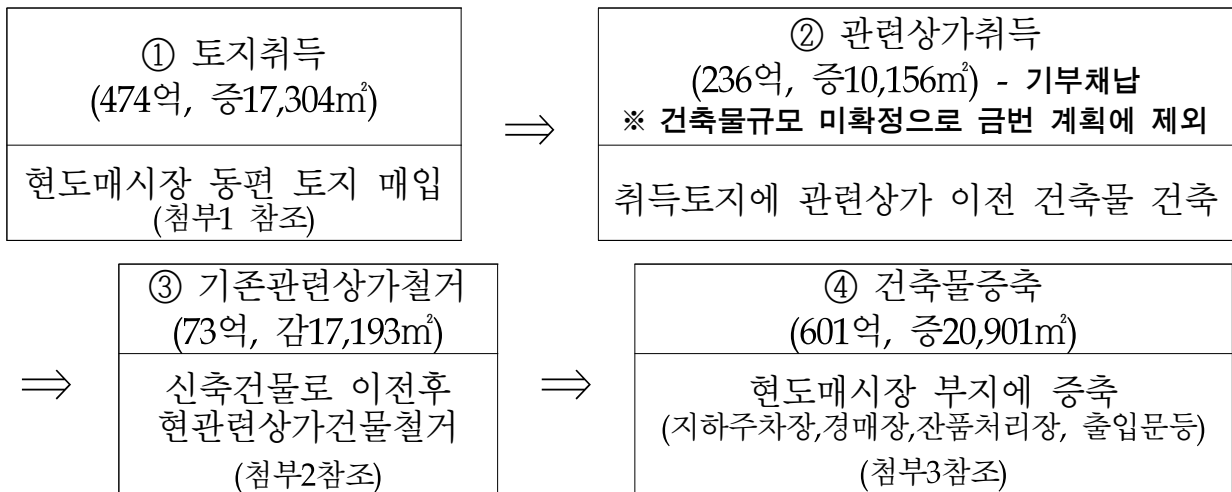 ① 토지취득
(474억, 증17,304㎡)
현도매시장 동편 토지 매입
(첨부1 참조)
⇒
② 관련상가취득
(236억, 증10,156㎡) - 기부채납
※ 건축물규모 미확정으로 금번 계획에 제외
취득토지에 관련상가 이전 건축물 건축
⇒
③ 기존관련상가철거
(73억, 감17,193㎡)
신축건물로 이전후
현관련상가건물철거
(첨부2참조)
⇒
④ 건축물증축
(601억, 증20,901㎡)
현도매시장 부지에 증축
(지하주차장,경매장,잔품처리장, 출입문등)
(첨부3참조)